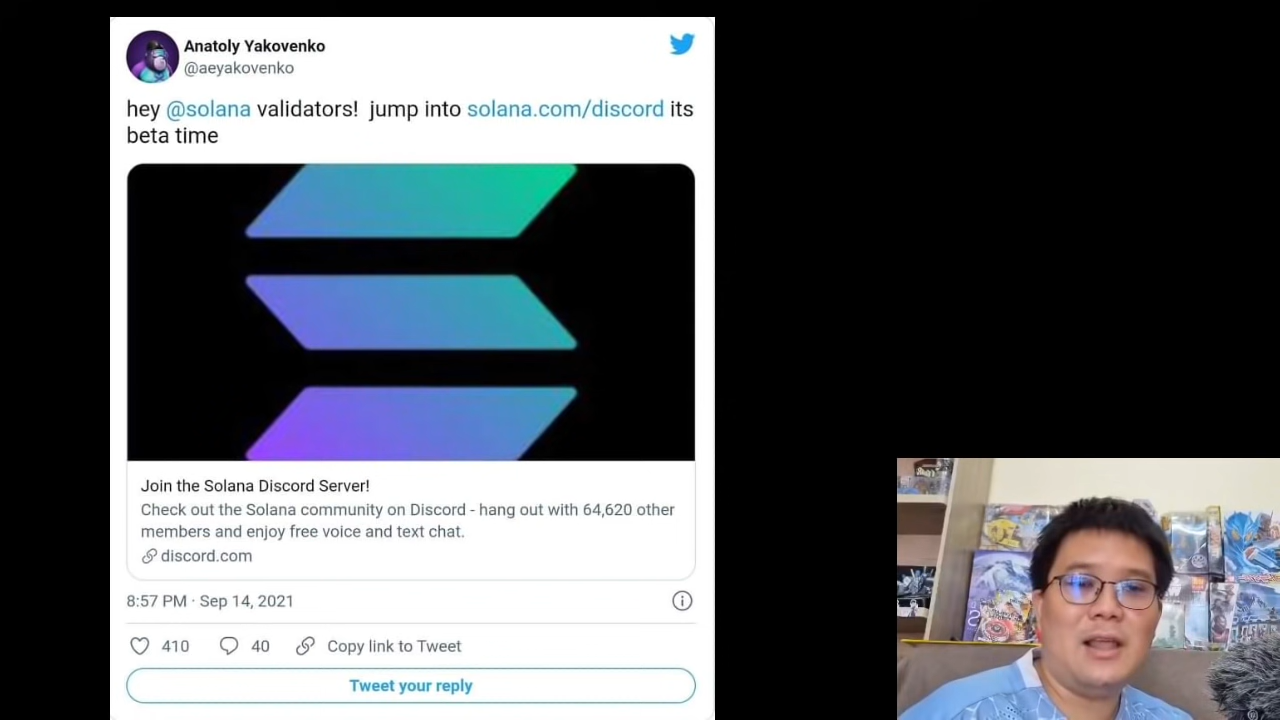 Anatoly Yakovenko
@aeyakovenko
hey @solana validators! jump into solana.com/discord its
beta time
Join the Solana Discord Server!
Check out the Solana community on Discord - hang out with 64,620 other
members and enjoy free voice and text chat.
discord.com
8:57 PM · Sep 14, 2021
410 40 Copy link to Tweet
Tweet your reply